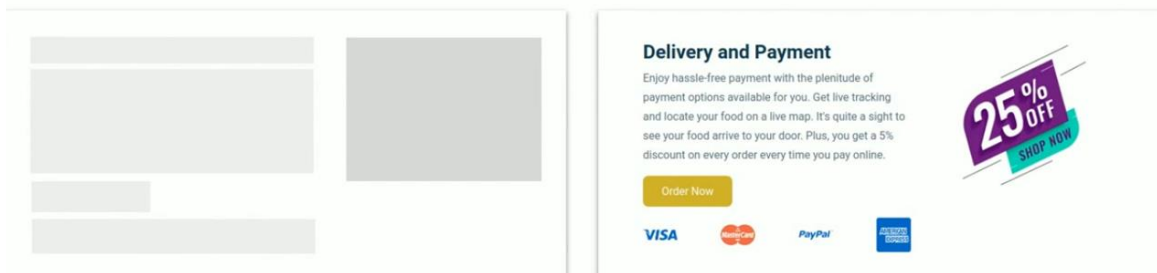 Delivery and Payment
Enjoy hassle-free payment with the plenitude of
payment options available for you. Get live tracking
and locate your food on a live map. It's quite a sight to
see your food arrive to your door. Plus, you get a 5%
discount on every order every time you pay online.
25% OFF
SHOP NOW
Order Now
VISA MasterCard PayPal AMERICAN EXPRESS